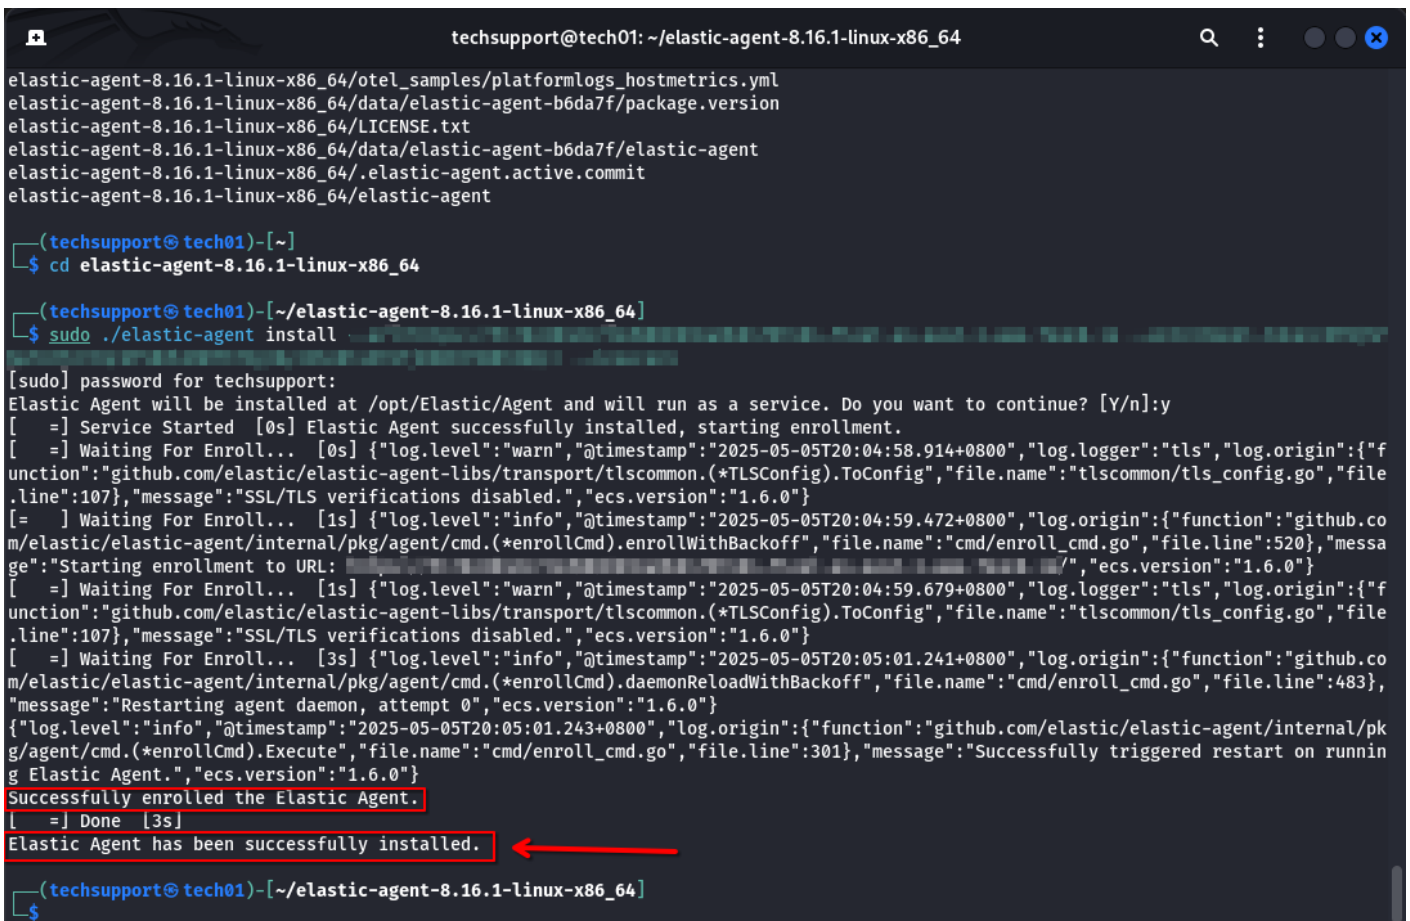 techsupport@tech01: ~/elastic-agent-8.16.1-linux-x86_64
elastic-agent-8.16.1-linux-x86_64/otel_samples/platformlogs_hostmetrics.yml
elastic-agent-8.16.1-linux-x86_64/data/elastic-agent-b6da7f/package.version
elastic-agent-8.16.1-linux-x86_64/LICENSE.txt
elastic-agent-8.16.1-linux-x86_64/data/elastic-agent-b6da7f/elastic-agent
elastic-agent-8.16.1-linux-x86_64/.elastic-agent.active.commit
elastic-agent-8.16.1-linux-x86_64/elastic-agent
┌──(techsupport㉿tech01)-[~]
└─$ cd elastic-agent-8.16.1-linux-x86_64
┌──(techsupport㉿tech01)-[~/elastic-agent-8.16.1-linux-x86_64]
└─$ sudo ./elastic-agent install
[sudo] password for techsupport:
Elastic Agent will be installed at /opt/Elastic/Agent and will run as a service. Do you want to continue? [Y/n]:y
[   =] Service Started  [0s] Elastic Agent successfully installed, starting enrollment.
[   =] Waiting For Enroll...  [0s] {"log.level":"warn","@timestamp":"2025-05-05T20:04:58.914+0800","log.logger":"tls","log.origin":{"f
unction":"github.com/elastic/elastic-agent-libs/transport/tlscommon.(*TLSConfig).ToConfig","file.name":"tlscommon/tls_config.go","file
.line":107},"message":"SSL/TLS verifications disabled.","ecs.version":"1.6.0"}
[=   ] Waiting For Enroll...  [1s] {"log.level":"info","@timestamp":"2025-05-05T20:04:59.472+0800","log.origin":{"function":"github.co
m/elastic/elastic-agent/internal/pkg/agent/cmd.(*enrollCmd).enrollWithBackoff","file.name":"cmd/enroll_cmd.go","file.line":520},"messa
ge":"Starting enrollment to URL: /","ecs.version":"1.6.0"}
[   =] Waiting For Enroll...  [1s] {"log.level":"warn","@timestamp":"2025-05-05T20:04:59.679+0800","log.logger":"tls","log.origin":{"f
unction":"github.com/elastic/elastic-agent-libs/transport/tlscommon.(*TLSConfig).ToConfig","file.name":"tlscommon/tls_config.go","file
.line":107},"message":"SSL/TLS verifications disabled.","ecs.version":"1.6.0"}
[   =] Waiting For Enroll...  [3s] {"log.level":"info","@timestamp":"2025-05-05T20:05:01.241+0800","log.origin":{"function":"github.co
m/elastic/elastic-agent/internal/pkg/agent/cmd.(*enrollCmd).daemonReloadWithBackoff","file.name":"cmd/enroll_cmd.go","file.line":483},
"message":"Restarting agent daemon, attempt 0","ecs.version":"1.6.0"}
{"log.level":"info","@timestamp":"2025-05-05T20:05:01.243+0800","log.origin":{"function":"github.com/elastic/elastic-agent/internal/pk
g/agent/cmd.(*enrollCmd).Execute","file.name":"cmd/enroll_cmd.go","file.line":301},"message":"Successfully triggered restart on runnin
g Elastic Agent.","ecs.version":"1.6.0"}
Successfully enrolled the Elastic Agent.
[   =] Done  [3s]
Elastic Agent has been successfully installed.
┌──(techsupport㉿tech01)-[~/elastic-agent-8.16.1-linux-x86_64]
└─$